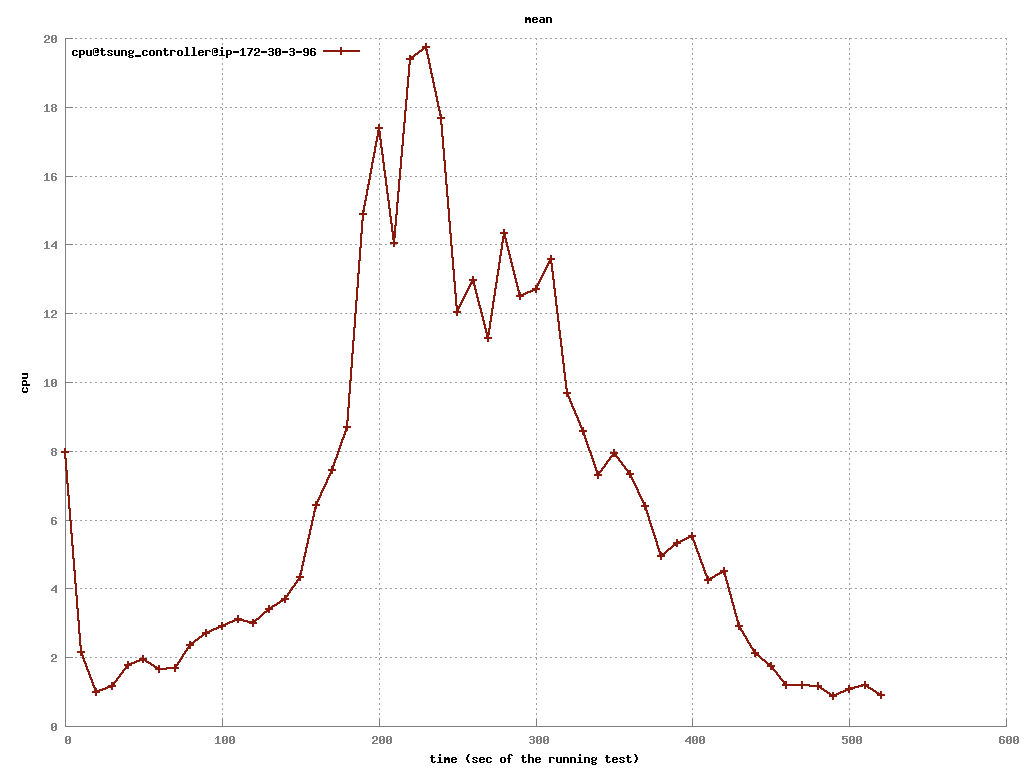 mean
cpu@tsung_controller@ip-172-30-3-96
20
18
16
14
12
10
8
6
4
2
0
cpu
0 100 200 300 400 500 600
time (sec of the running test)